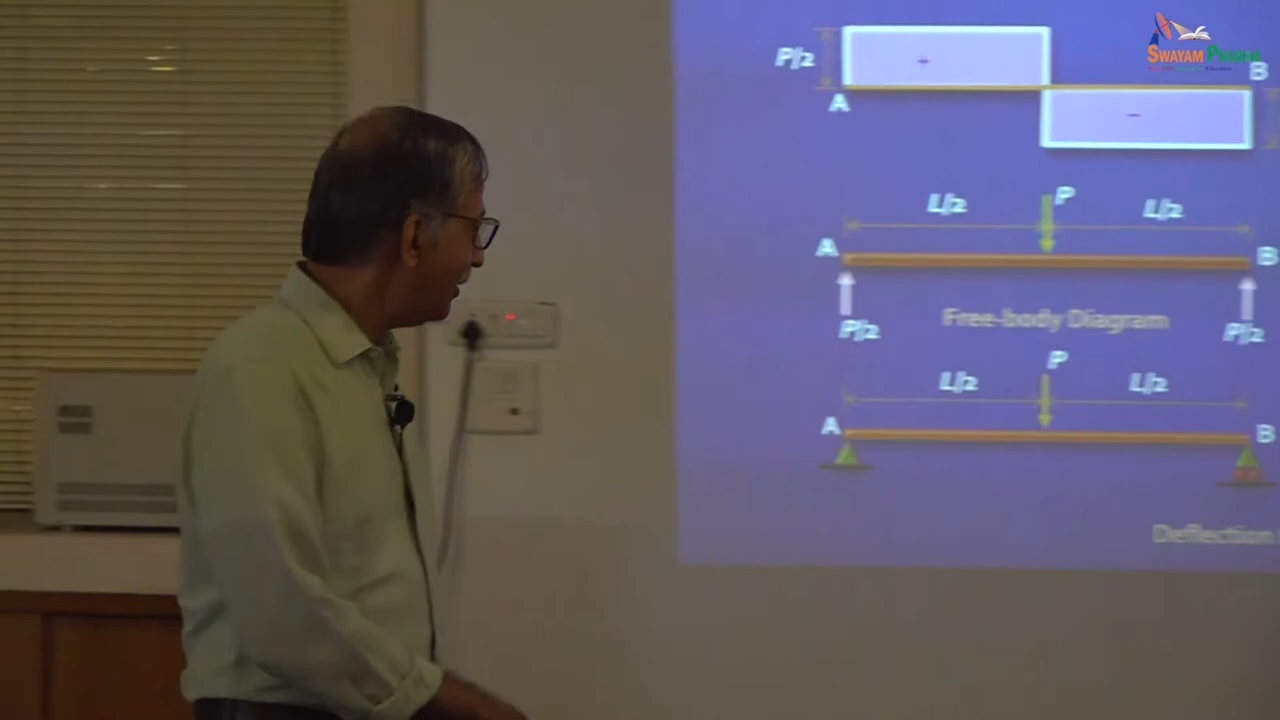 SWAYAM PRABHA
P/2
+
B
A
−
L/2
P
L/2
A
B
P/2
Free-body Diagram
P/2
P
L/2
L/2
A
B
Deflection